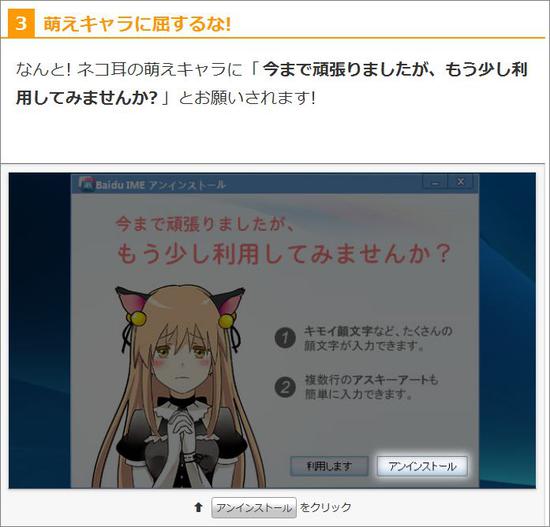 3 萌えキャラに屈するな!
なんと! ネコ耳の萌えキャラに「 今まで頑張りましたが、もう少し利
用してみませんか? 」とお願いされます!
Baidu IME アンインストール
今まで頑張りましたが、
もう少し利用してみませんか？
1 キモイ顔文字など、たくさんの
顔文字が入力できます。
2 複数行のアスキーアートも
簡単に入力できます。
利用します アンインストール
⬆ アンインストール をクリック